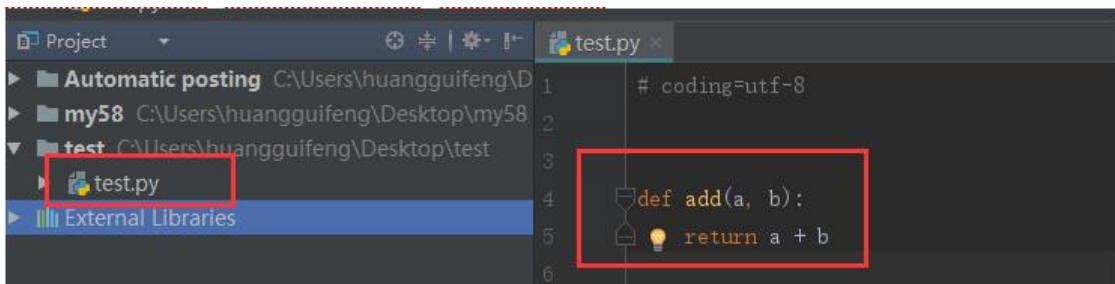 Project
Automatic posting C:\Users\huangguifeng\D
my58 C:\Users\huangguifeng\Desktop\my58
test C:\Users\huangguifeng\Desktop\test
test.py
External Libraries
test.py
1 # coding=utf-8
2
3
4 def add(a, b):
5 return a + b
6